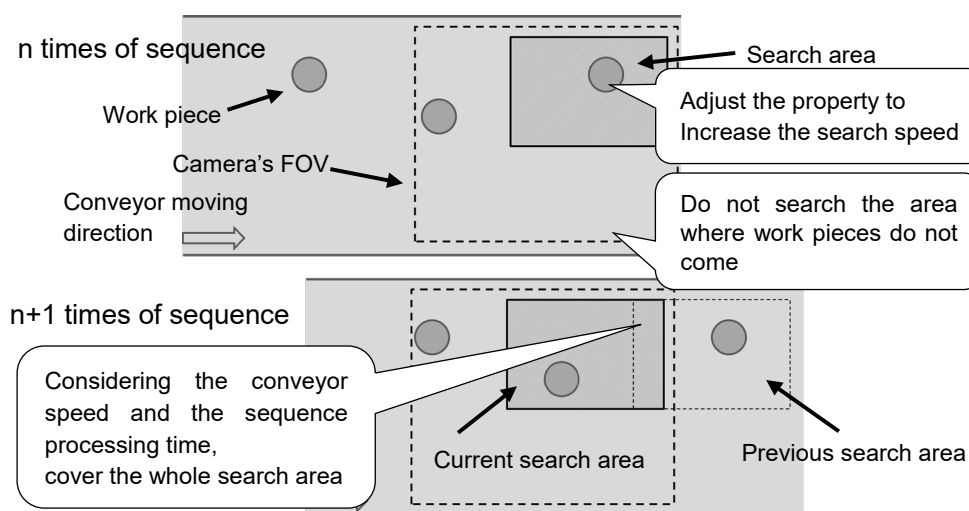 n times of sequence
Search area
Work piece
Adjust the property to
Increase the search speed
Camera's FOV
Conveyor moving
direction
Do not search the area
where work pieces do not
come
n+1 times of sequence
Considering the conveyor
speed and the sequence
processing time,
cover the whole search area
Current search area
Previous search area